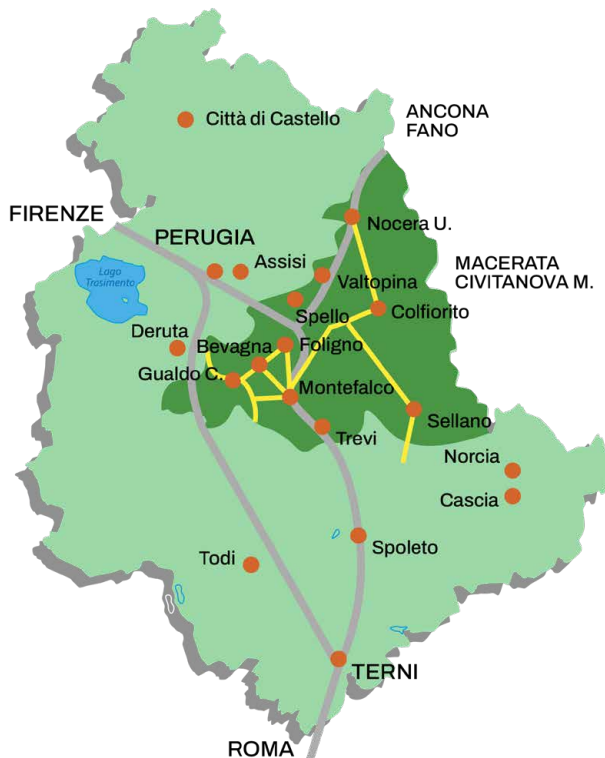 ANCONA
FANO
Città di Castello
FIRENZE
PERUGIA
Nocera U.
Assisi
Valtopina
MACERATA
CIVITANOVA M.
Lago
Trasimento
Spello
Colfiorito
Deruta
Bevagna
Foligno
Gualdo C.
Montefalco
Sellano
Trevi
Norcia
Cascia
Spoleto
Todi
TERNI
ROMA